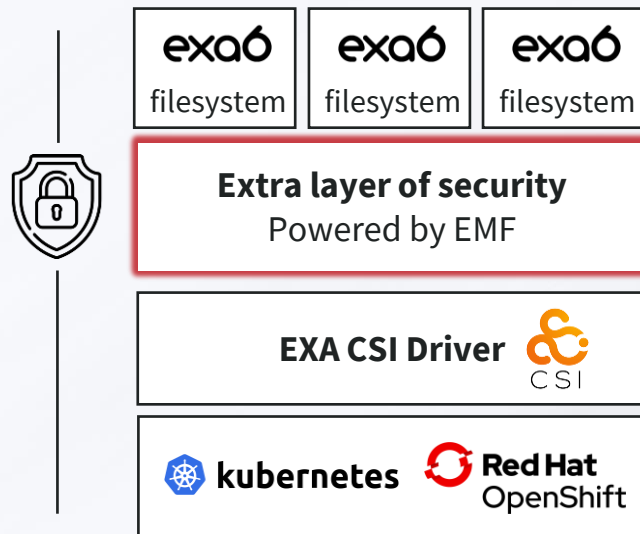 exa6 exa6 exa6
filesystem filesystem filesystem
Extra layer of security
Powered by EMF
EXA CSI Driver
CSI
kubernetes
Red Hat
OpenShift